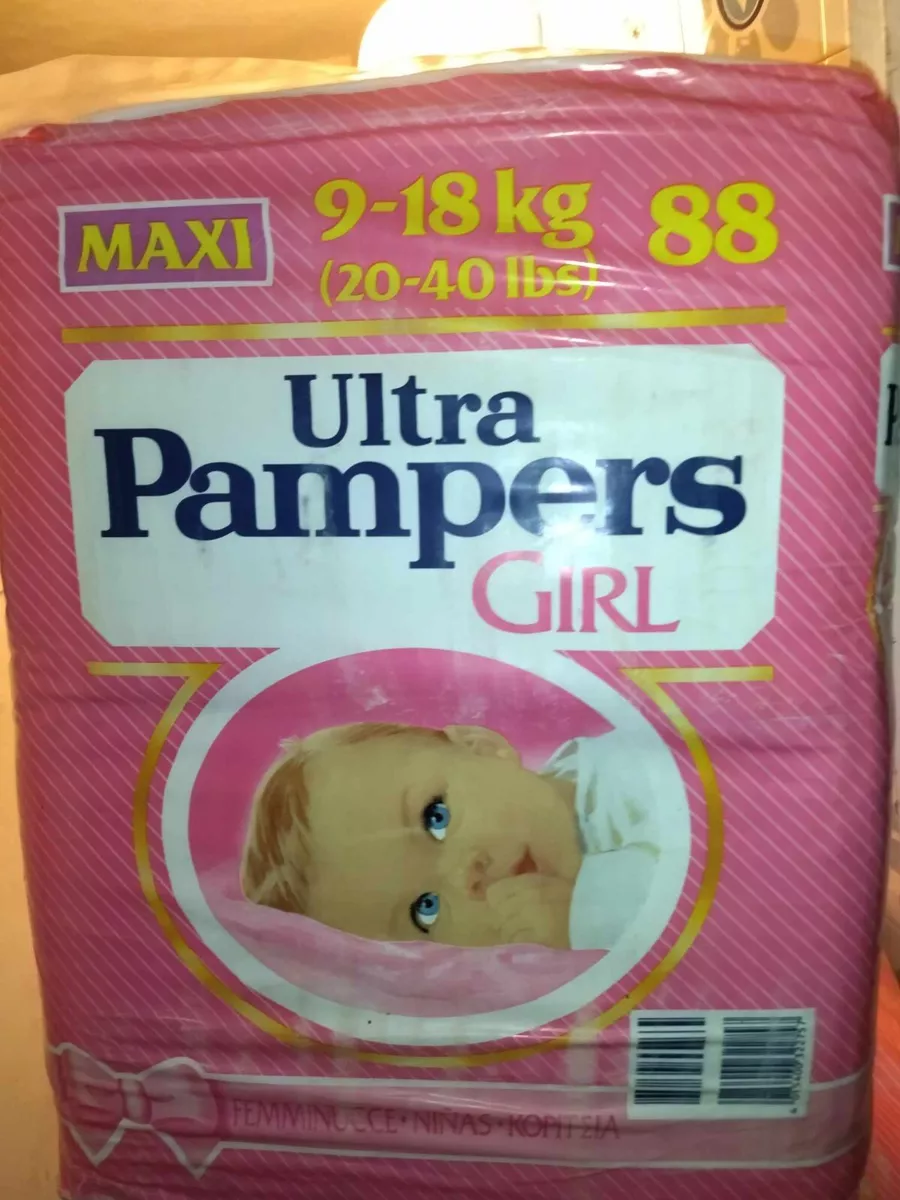 MAXI
9-18 kg
(20-40 lbs)
88
Ultra
Pampers
GIRL
FEMMINUCCE • NIÑAS • ΚΟΡΙΤΣΙΑ